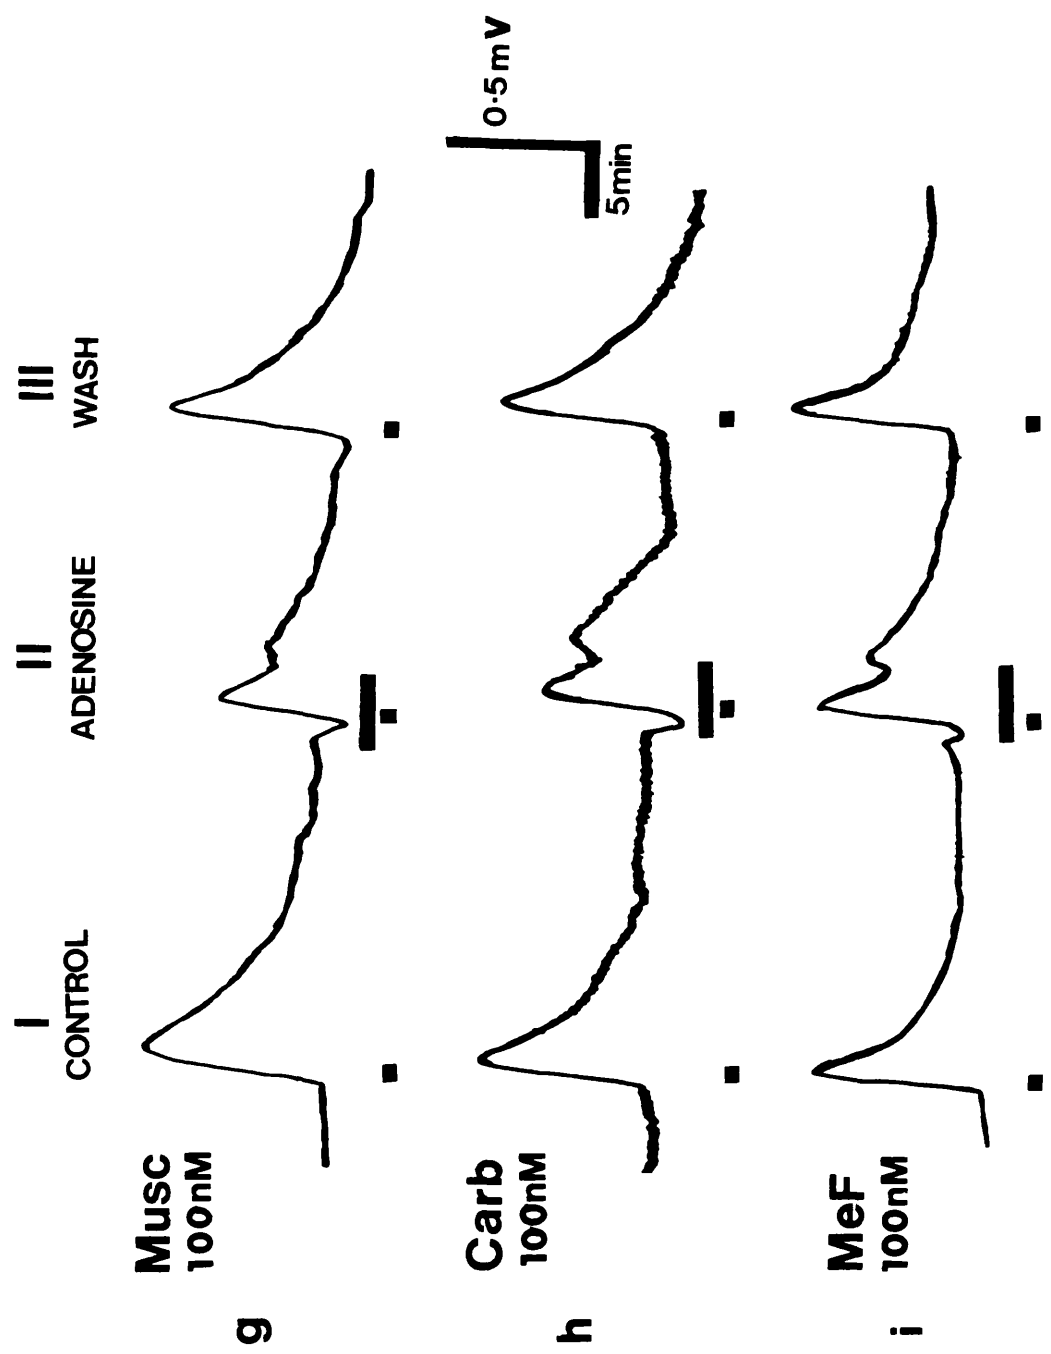 I
II
III
CONTROL
ADENOSINE
WASH
g
Musc
100nM
h
Carb
100nM
0·5mV
5min
i
MeF
100nM